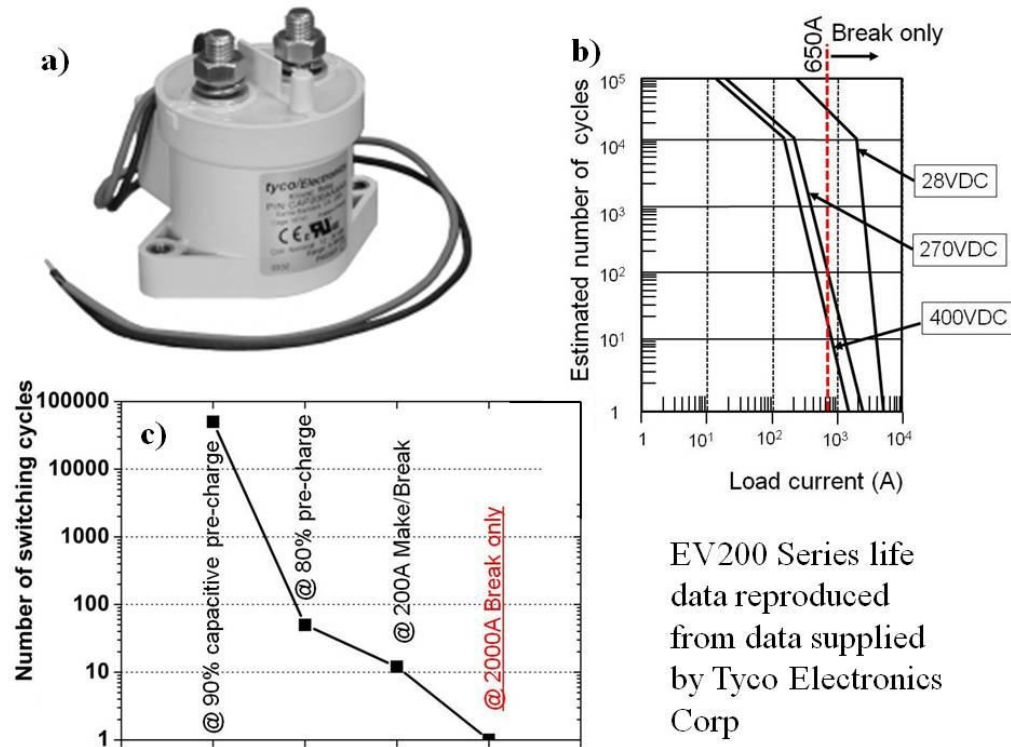 a)
tyco/Electronics
b)
650A
Break only
Estimated number of cycles
10⁵
10⁴
10³
10²
10¹
1
1
10¹
10²
10³
10⁴
Load current (A)
28VDC
270VDC
400VDC
c)
Number of switching cycles
100000
10000
1000
100
10
1
@ 90% capacitive pre-charge
@ 80% pre-charge
@ 200A Make/Break
@ 2000A Break only
EV200 Series life
data reproduced
from data supplied
by Tyco Electronics
Corp